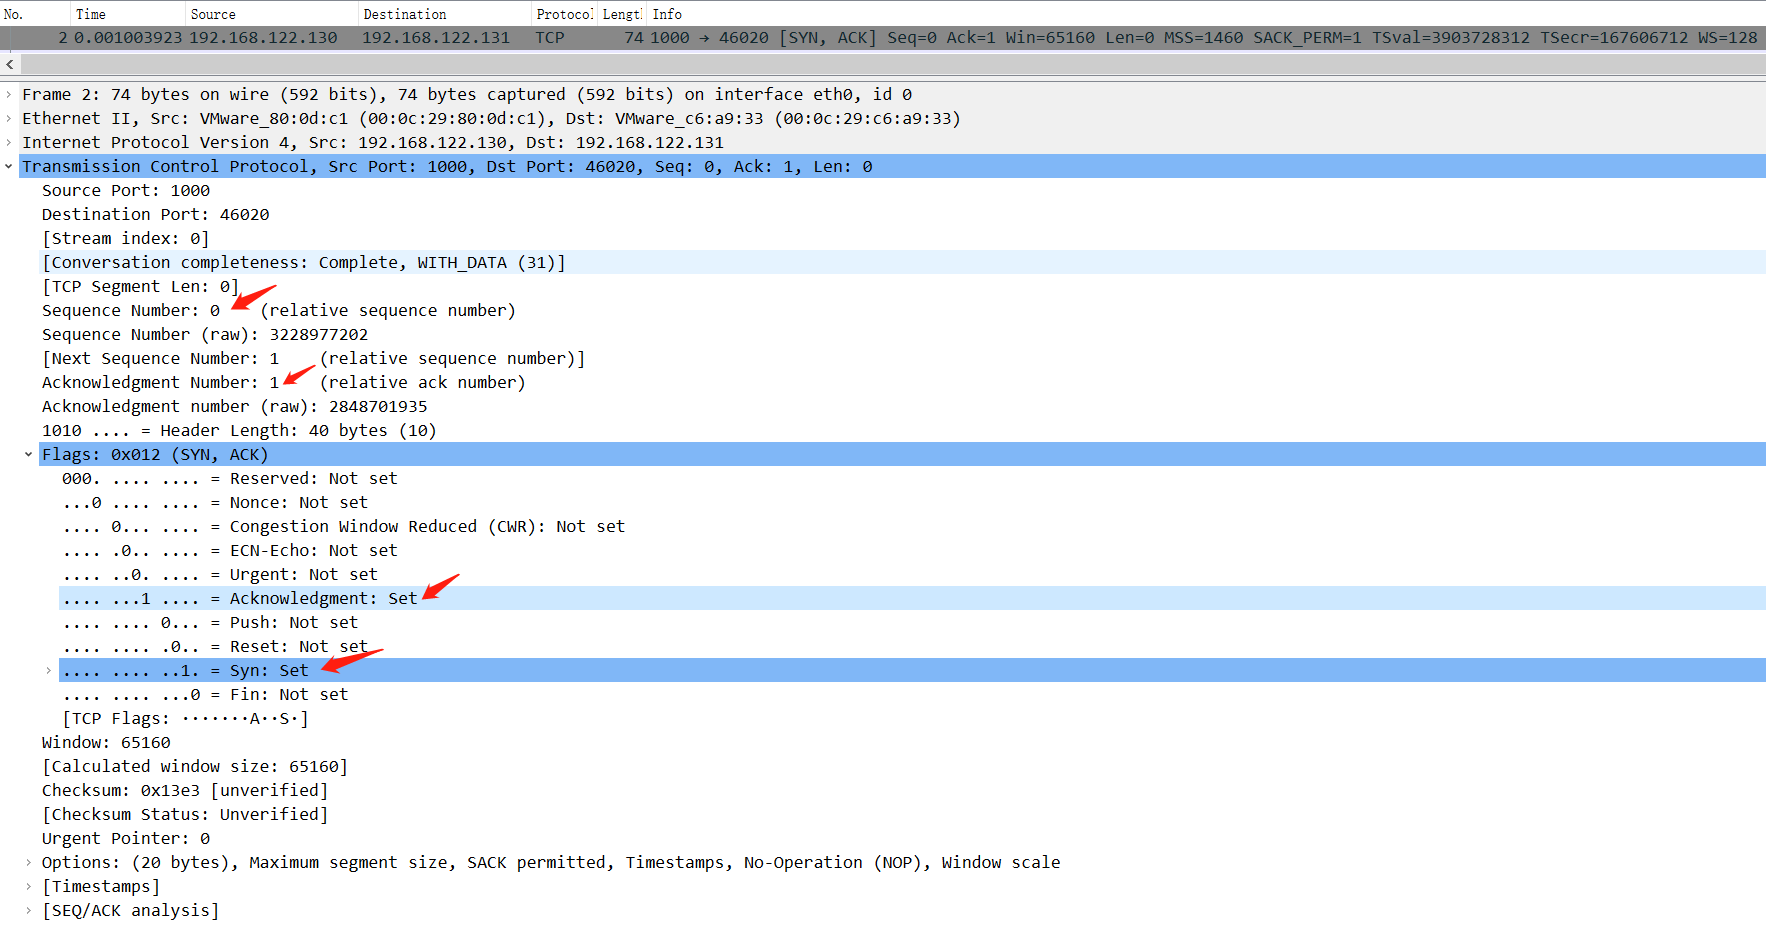 No. Time Source Destination Protocol Lengtl Info
2 0.001003923 192.168.122.130 192.168.122.131 TCP 74 1000 → 46020 [SYN, ACK] Seq=0 Ack=1 Win=65160 Len=0 MSS=1460 SACK_PERM=1 TSval=3903728312 TSecr=167606712 WS=128
Frame 2: 74 bytes on wire (592 bits), 74 bytes captured (592 bits) on interface eth0, id 0
Ethernet II, Src: VMware_80:0d:c1 (00:0c:29:80:0d:c1), Dst: VMware_c6:a9:33 (00:0c:29:c6:a9:33)
Internet Protocol Version 4, Src: 192.168.122.130, Dst: 192.168.122.131
Transmission Control Protocol, Src Port: 1000, Dst Port: 46020, Seq: 0, Ack: 1, Len: 0
Source Port: 1000
Destination Port: 46020
[Stream index: 0]
[Conversation completeness: Complete, WITH_DATA (31)]
[TCP Segment Len: 0]
Sequence Number: 0 (relative sequence number)
Sequence Number (raw): 3228977202
[Next Sequence Number: 1 (relative sequence number)]
Acknowledgment Number: 1 (relative ack number)
Acknowledgment number (raw): 2848701935
1010 .... = Header Length: 40 bytes (10)
Flags: 0x012 (SYN, ACK)
000. .... .... = Reserved: Not set
...0 .... .... = Nonce: Not set
.... 0... .... = Congestion Window Reduced (CWR): Not set
.... .0.. .... = ECN-Echo: Not set
.... ..0. .... = Urgent: Not set
.... ...1 .... = Acknowledgment: Set
.... .... 0... = Push: Not set
.... .... .0.. = Reset: Not set
.... .... ..1. = Syn: Set
.... .... ...0 = Fin: Not set
[TCP Flags: ·······A··S·]
Window: 65160
[Calculated window size: 65160]
Checksum: 0x13e3 [unverified]
[Checksum Status: Unverified]
Urgent Pointer: 0
Options: (20 bytes), Maximum segment size, SACK permitted, Timestamps, No-Operation (NOP), Window scale
[Timestamps]
[SEQ/ACK analysis]